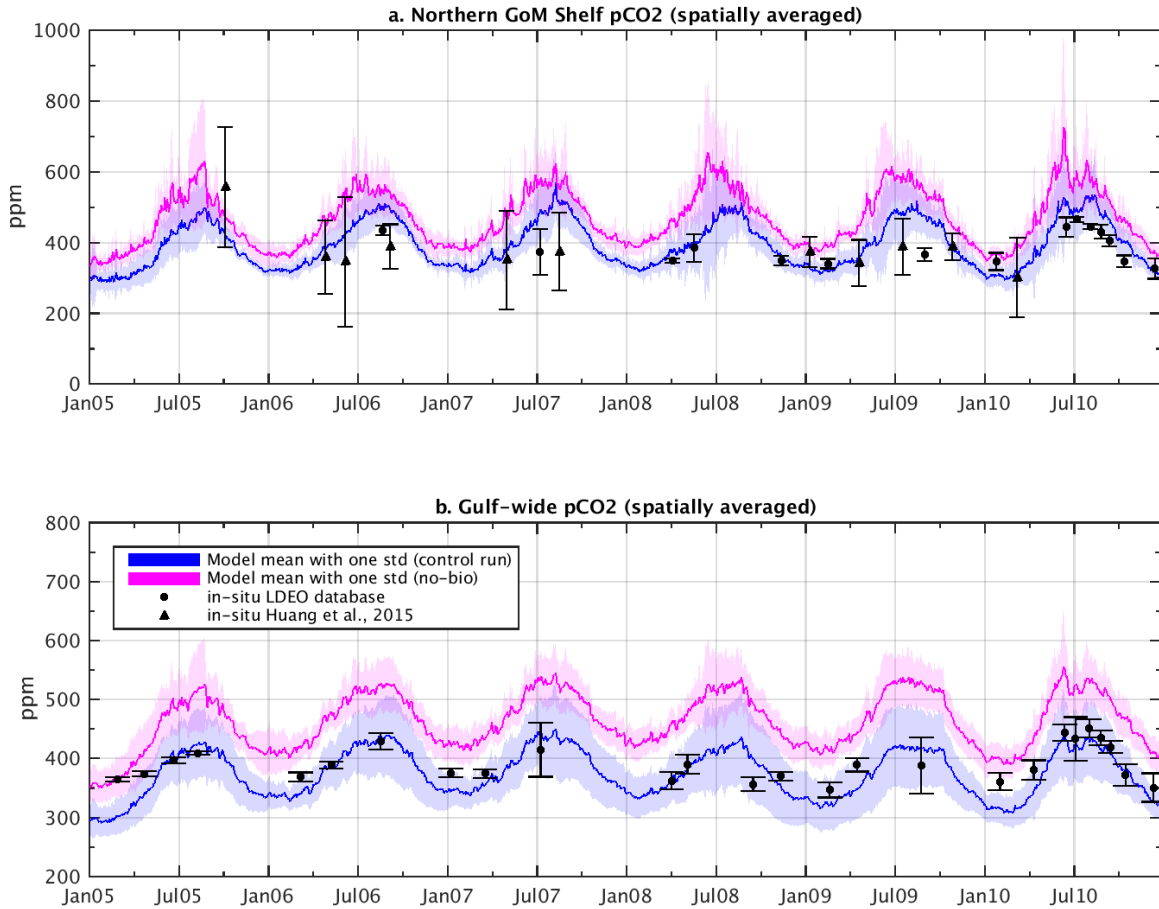 a. Northern GoM Shelf pCO2 (spatially averaged)
1000
800
600
400
200
0
ppm
Jan05 Jul05 Jan06 Jul06 Jan07 Jul07 Jan08 Jul08 Jan09 Jul09 Jan10 Jul10
b. Gulf-wide pCO2 (spatially averaged)
800
700
600
500
400
300
200
ppm
Model mean with one std (control run)
Model mean with one std (no-bio)
in-situ LDEO database
in-situ Huang et al., 2015
Jan05 Jul05 Jan06 Jul06 Jan07 Jul07 Jan08 Jul08 Jan09 Jul09 Jan10 Jul10